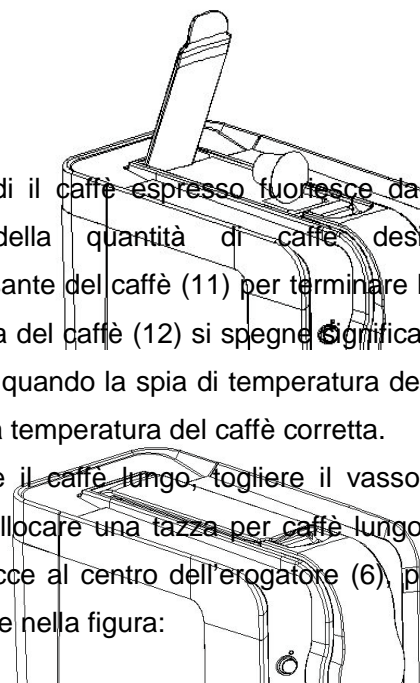 di il caffè espresso fuoriesce da
della quantità di caffè desi
sante del caffè (11) per terminare l
a del caffè (12) si spegne significa
quando la spia di temperatura de
a temperatura del caffè corretta.
e il caffè lungo, togliere il vasso
llocare una tazza per caffè lungo
cce al centro dell'erogatore (6), p
e nella figura: